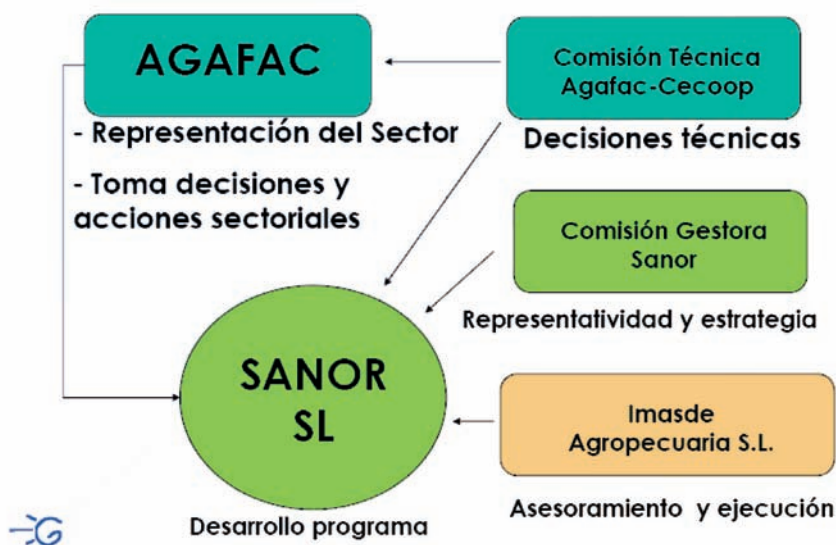 AGAFAC
- Representación del Sector
- Toma decisiones y
acciones sectoriales
Comisión Técnica
Agafac-Cecoop
Decisiones técnicas
Comisión Gestora
Sanor
Representatividad y estrategia
SANOR
SL
Desarrollo programa
Imasde
Agropecuaria S.L.
Asesoramiento y ejecución
G